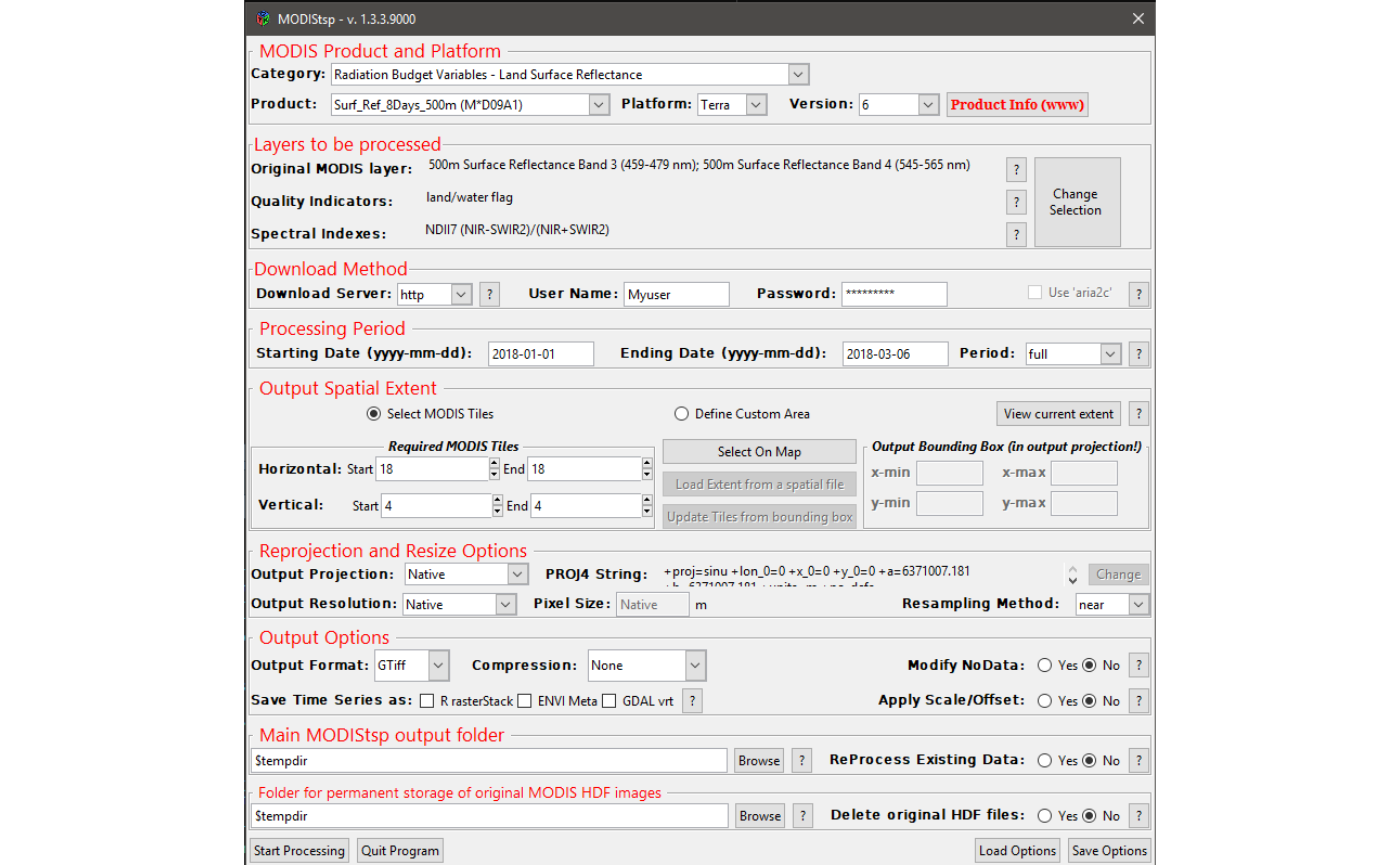 MODIStsp - v. 1.3.3.9000
MODIS Product and Platform
Category: Radiation Budget Variables - Land Surface Reflectance
Product: Surf_Ref_8Days_500m (M*D09A1) Platform: Terra Version: 6 Product Info (www)
Layers to be processed
Original MODIS layer: 500m Surface Reflectance Band 3 (459-479 nm); 500m Surface Reflectance Band 4 (545-565 nm) ?
Change
Selection
Quality Indicators: land/water flag ?
Spectral Indexes: NDII7 (NIR-SWIR2)/(NIR+SWIR2) ?
Download Method
Download Server: http ? User Name: Myuser Password: ********* Use 'aria2c' ?
Processing Period
Starting Date (yyyy-mm-dd): 2018-01-01 Ending Date (yyyy-mm-dd): 2018-03-06 Period: full ?
Output Spatial Extent
Select MODIS Tiles Define Custom Area View current extent ?
Required MODIS Tiles Select On Map Output Bounding Box (in output projection!)
Horizontal: Start 18 End 18 Load Extent from a spatial file x-min x-max
Vertical: Start 4 End 4 Update Tiles from bounding box y-min y-max
Reprojection and Resize Options
Output Projection: Native PROJ4 String: +proj=sinu +lon_0=0 +x_0=0 +y_0=0 +a=6371007.181 Change
+b=6371007.181 +units=m +no_defs
Output Resolution: Native Pixel Size: Native m Resampling Method: near
Output Options
Output Format: GTiff Compression: None Modify NoData: Yes No ?
Save Time Series as: R rasterStack ENVI Meta GDAL vrt ? Apply Scale/Offset: Yes No ?
Main MODIStsp output folder
$tempdir Browse ? ReProcess Existing Data: Yes No ?
Folder for permanent storage of original MODIS HDF images
$tempdir Browse ? Delete original HDF files: Yes No ?
Start Processing Quit Program Load Options Save Options